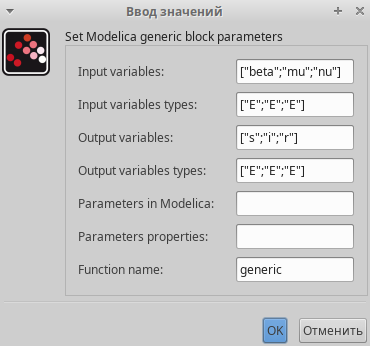 Ввод значений
Set Modelica generic block parameters
Input variables: ["beta";"mu";"nu"]
Input variables types: ["E";"E";"E"]
Output variables: ["s";"i";"r"]
Output variables types: ["E";"E";"E"]
Parameters in Modelica:
Parameters properties:
Function name: generic
OK Отменить